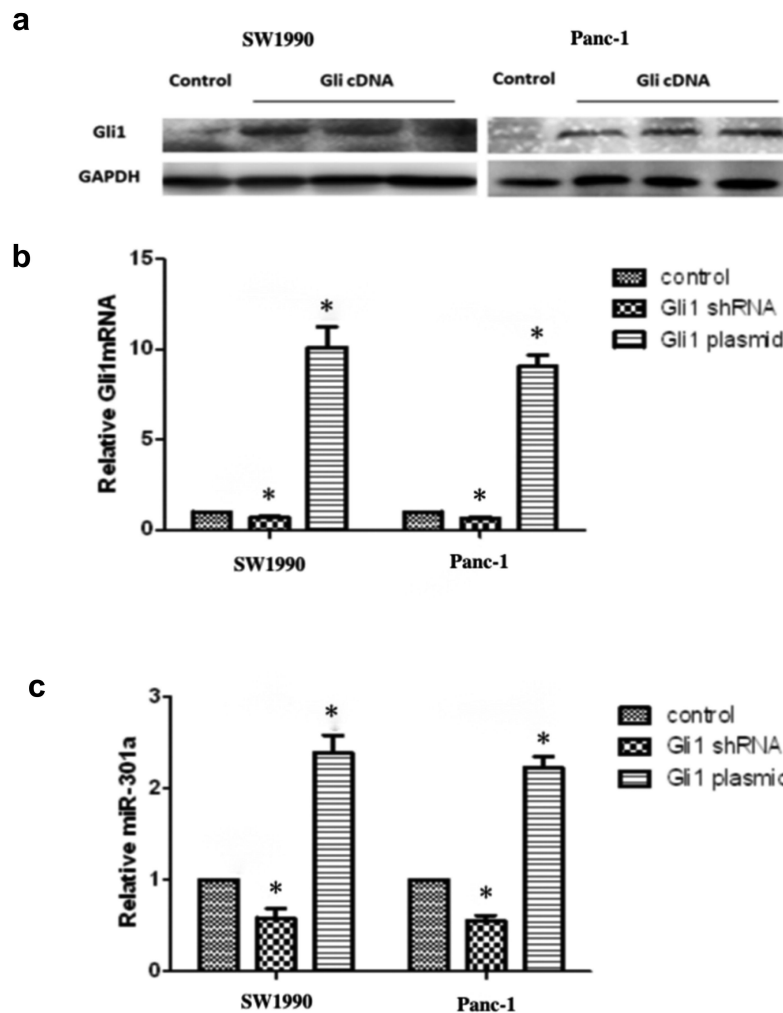 a
SW1990 Panc-1
Control Gli cDNA Control Gli cDNA
Gli1
GAPDH
b
15
10
5
0
Relative Gli1mRNA
* * * *
SW1990 Panc-1
control
Gli1 shRNA
Gli1 plasmid
c
3
2
1
0
Relative miR-301a
* * * *
SW1990 Panc-1
control
Gli1 shRNA
Gli1 plasmid